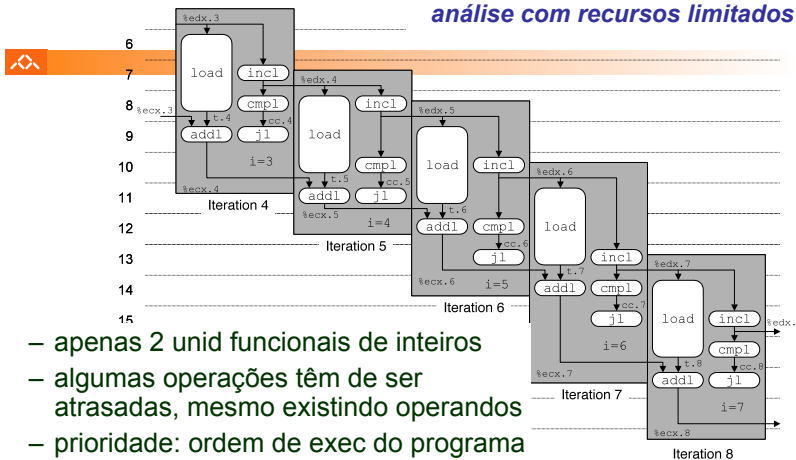 análise com recursos limitados
6
7
8
9
10
11
12
13
14
15
%edx.3
load
incl
cmpl
cc.4
%ecx.3
t.4
addl
jl
i=3
%ecx.4
Iteration 4
%edx.4
load
incl
cmpl
cc.5
t.5
addl
jl
%ecx.5
i=4
Iteration 5
%edx.5
load
incl
t.6
addl
cmpl
cc.6
jl
%ecx.6
i=5
Iteration 6
%edx.6
load
incl
t.7
addl
cmpl
cc.7
jl
i=6
%ecx.7
Iteration 7
%edx.7
load
incl
%edx.
cmpl
t.8
cc.8
addl
jl
i=7
%ecx.8
Iteration 8
– apenas 2 unid funcionais de inteiros
– algumas operações têm de ser
atrasadas, mesmo existindo operandos
– prioridade: ordem de exec do programa